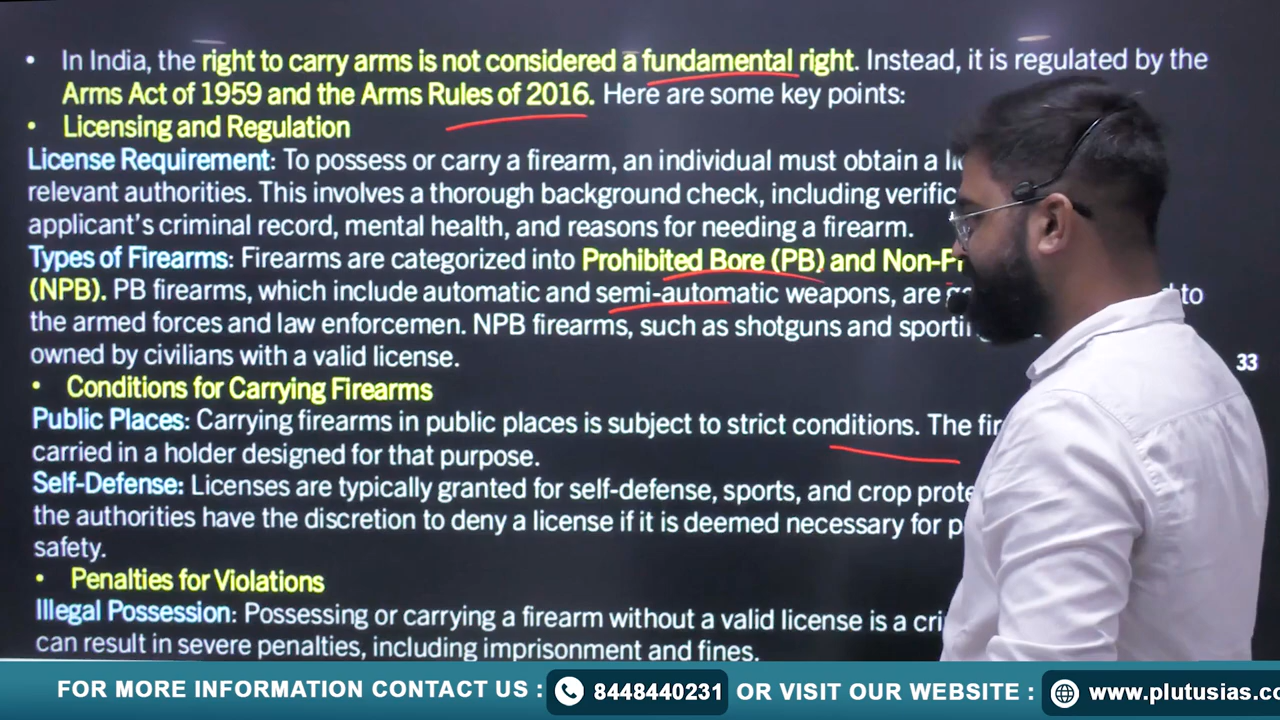 • In India, the right to carry arms is not considered a fundamental right. Instead, it is regulated by the
Arms Act of 1959 and the Arms Rules of 2016. Here are some key points:
• Licensing and Regulation
License Requirement: To possess or carry a firearm, an individual must obtain a
relevant authorities. This involves a thorough background check, including
applicant's criminal record, mental health, and reasons for needing a firearm.
Types of Firearms: Firearms are categorized into Prohibited Bore (PB) and
(NPB). PB firearms, which include automatic and semi-automatic weapons, are to
the armed forces and law enforcemen. NPB firearms, such as shotguns and
owned by civilians with a valid license.
33
• Conditions for Carrying Firearms
Public Places: Carrying firearms in public places is subject to strict conditions. The
carried in a holder designed for that purpose.
Self-Defense: Licenses are typically granted for self-defense, sports, and crop
the authorities have the discretion to deny a license if it is deemed necessary for
safety.
• Penalties for Violations
Illegal Possession: Possessing or carrying a firearm without a valid license is a
can result in severe penalties, including imprisonment and fines.
FOR MORE INFORMATION CONTACT US : 8448440231 OR VISIT OUR WEBSITE : www.plutusias.co